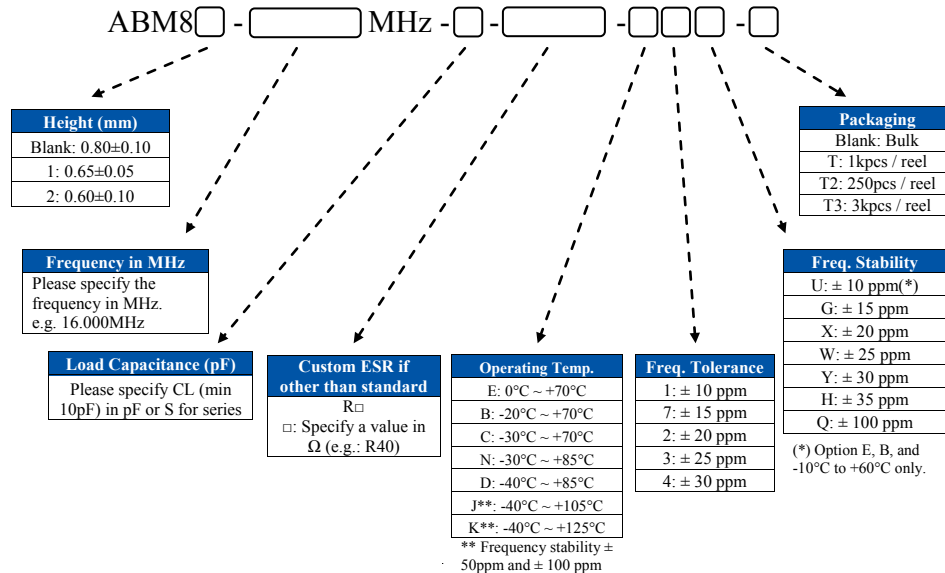 ABM8□ - □ MHz - □ - □ - □□□ - □
Height (mm)
Blank: 0.80±0.10
1: 0.65±0.05
2: 0.60±0.10
Packaging
Blank: Bulk
T: 1kpcs / reel
T2: 250pcs / reel
T3: 3kpcs / reel
Frequency in MHz
Please specify the
frequency in MHz.
e.g. 16.000MHz
Load Capacitance (pF)
Please specify CL (min
10pF) in pF or S for series
Custom ESR if
other than standard
R□
□: Specify a value in
Ω (e.g.: R40)
Operating Temp.
E: 0°C ~ +70°C
B: -20°C ~ +70°C
C: -30°C ~ +70°C
N: -30°C ~ +85°C
D: -40°C ~ +85°C
J**: -40°C ~ +105°C
K**: -40°C ~ +125°C
** Frequency stability ±
50ppm and ± 100 ppm
Freq. Tolerance
1: ± 10 ppm
7: ± 15 ppm
2: ± 20 ppm
3: ± 25 ppm
4: ± 30 ppm
Freq. Stability
U: ± 10 ppm(*)
G: ± 15 ppm
X: ± 20 ppm
W: ± 25 ppm
Y: ± 30 ppm
H: ± 35 ppm
Q: ± 100 ppm
(*) Option E, B, and
-10°C to +60°C only.